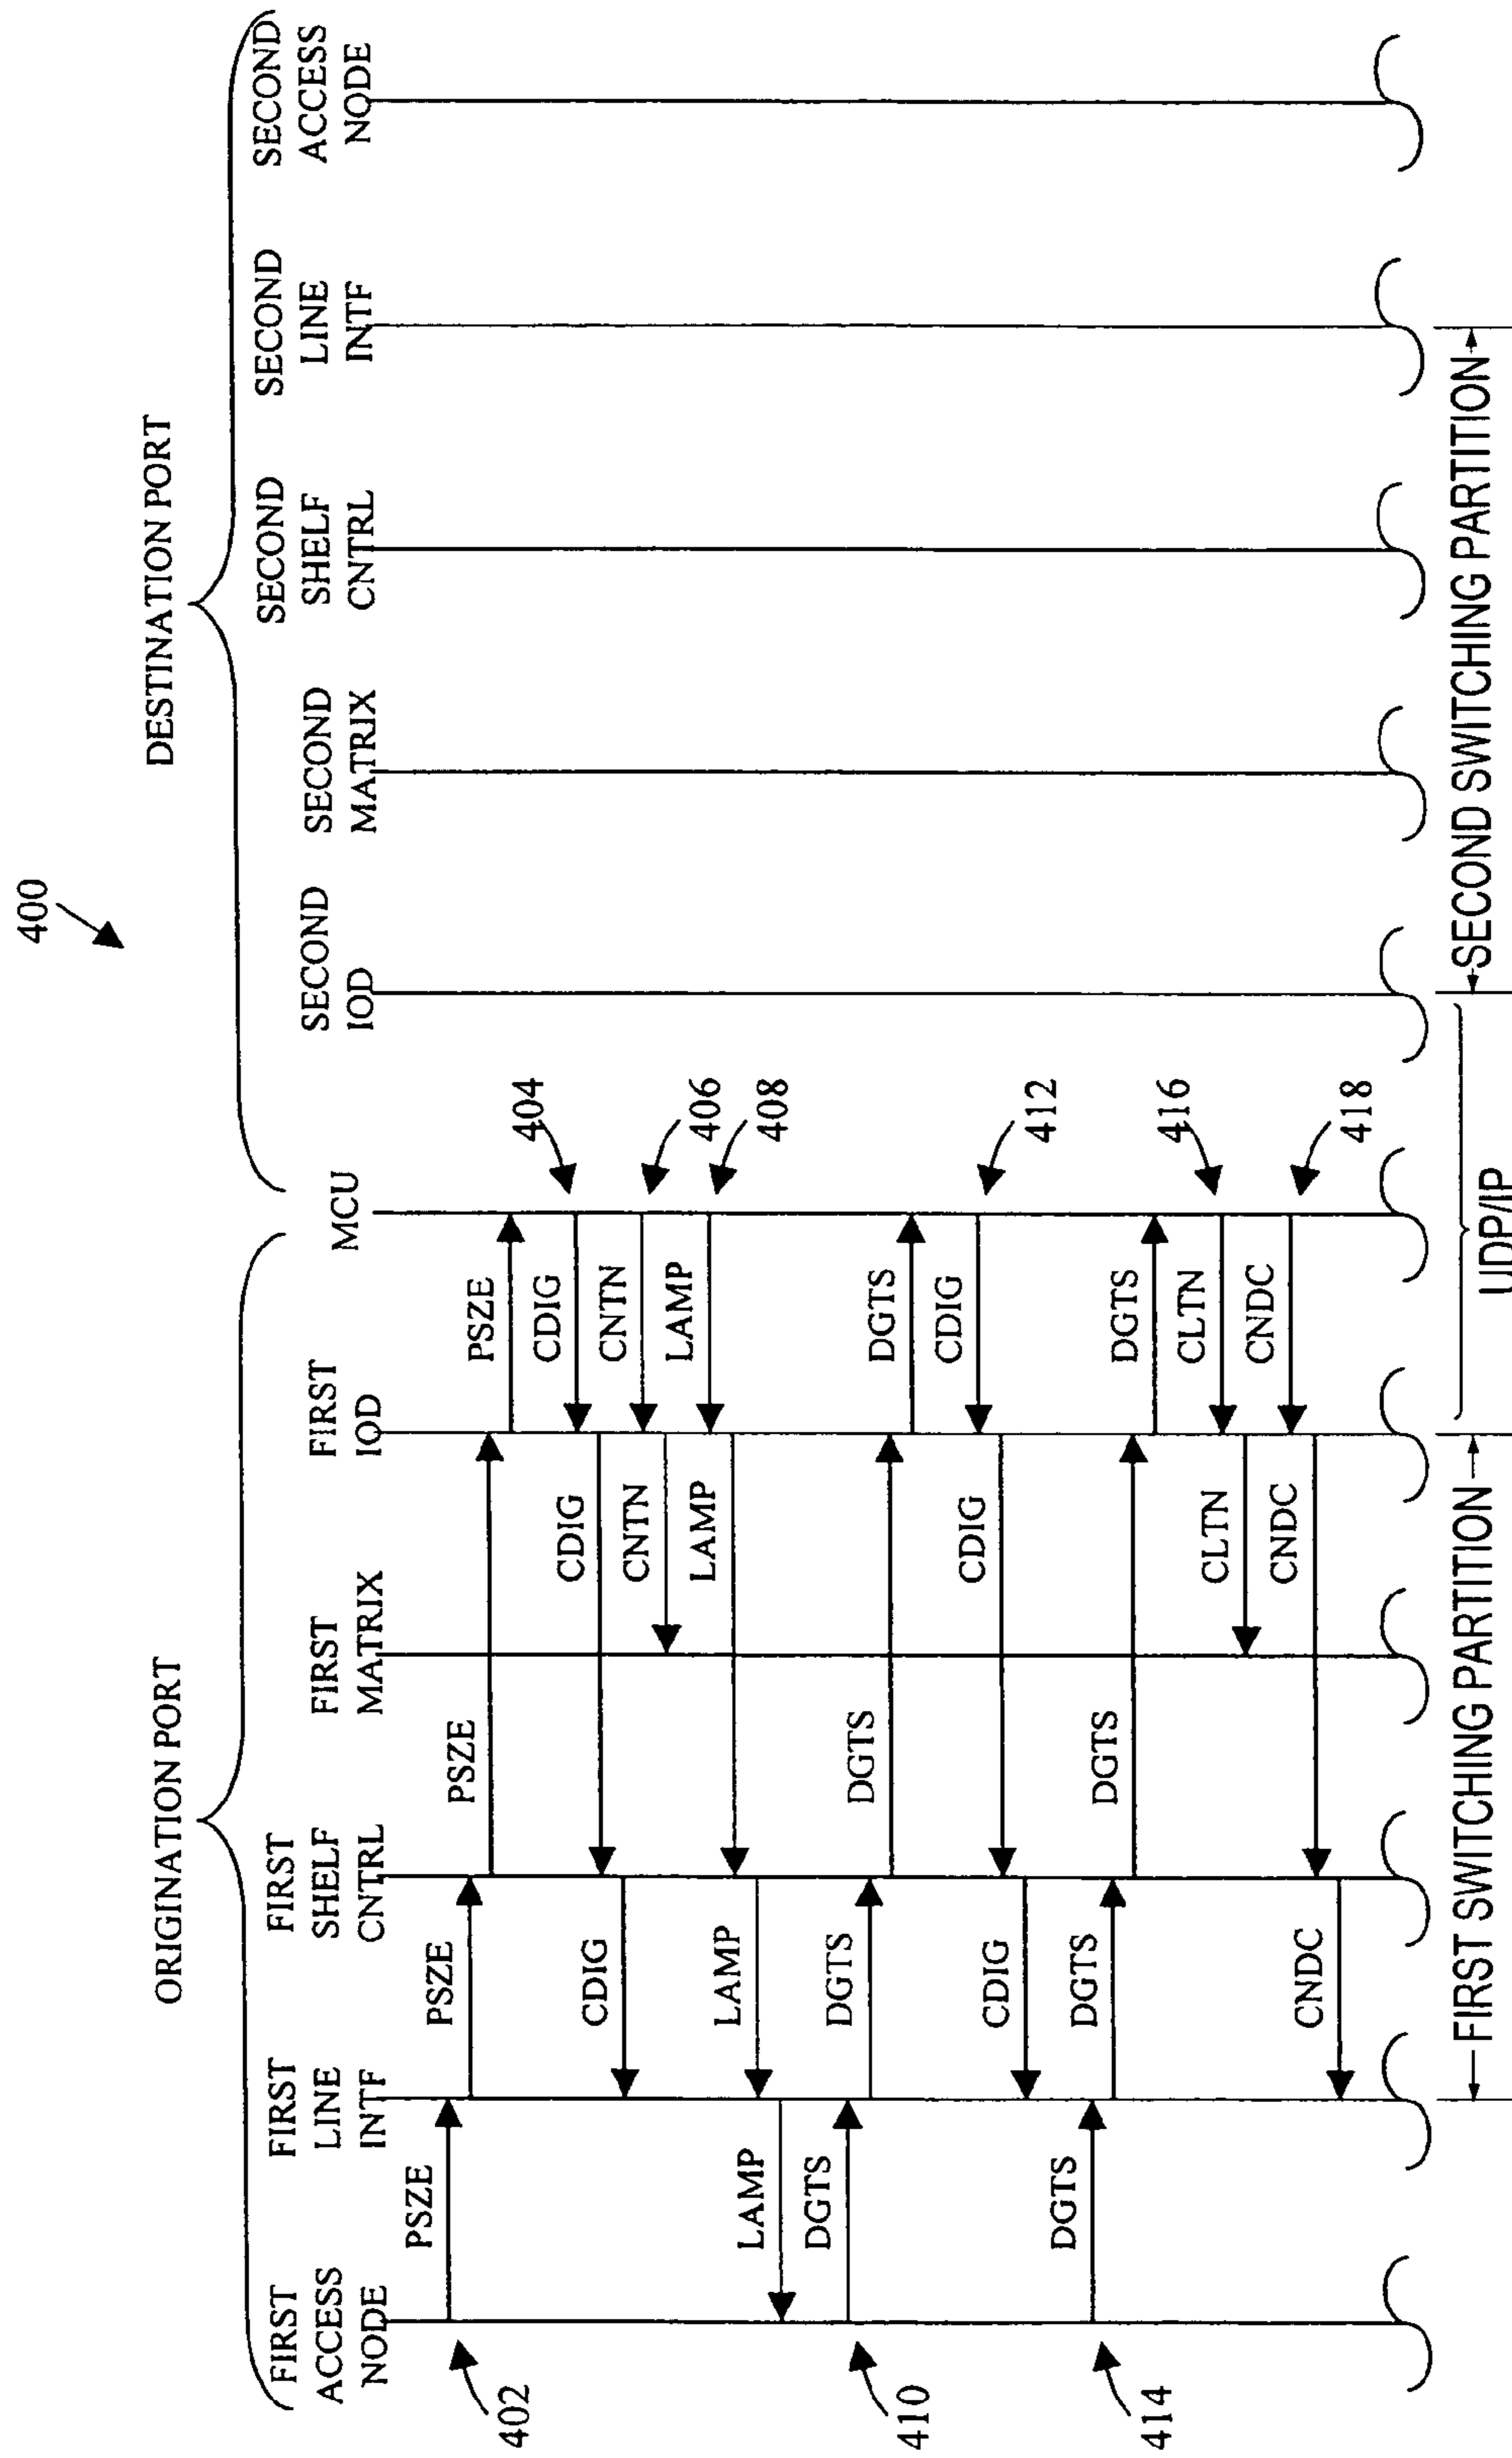 400
ORIGINATION PORT
DESTINATION PORT
FIRST
ACCESS
NODE
FIRST
LINE
INTF
FIRST
SHELF
CNTRL
FIRST
MATRIX
FIRST
IOD
MCU
SECOND
IOD
SECOND
MATRIX
SECOND
SHELF
CNTRL
SECOND
LINE
INTF
SECOND
ACCESS
NODE
402
PSZE
PSZE
PSZE
PSZE
404
CDIG
CDIG
CDIG
406
CNTN
CNTN
408
LAMP
LAMP
LAMP
LAMP
410
DGTS
DGTS
DGTS
DGTS
412
CDIG
CDIG
CDIG
414
DGTS
DGTS
DGTS
DGTS
416
CLTN
CLTN
418
CNDC
CNDC
CNDC
FIRST SWITCHING PARTITION
UDP/IP
SECOND SWITCHING PARTITION